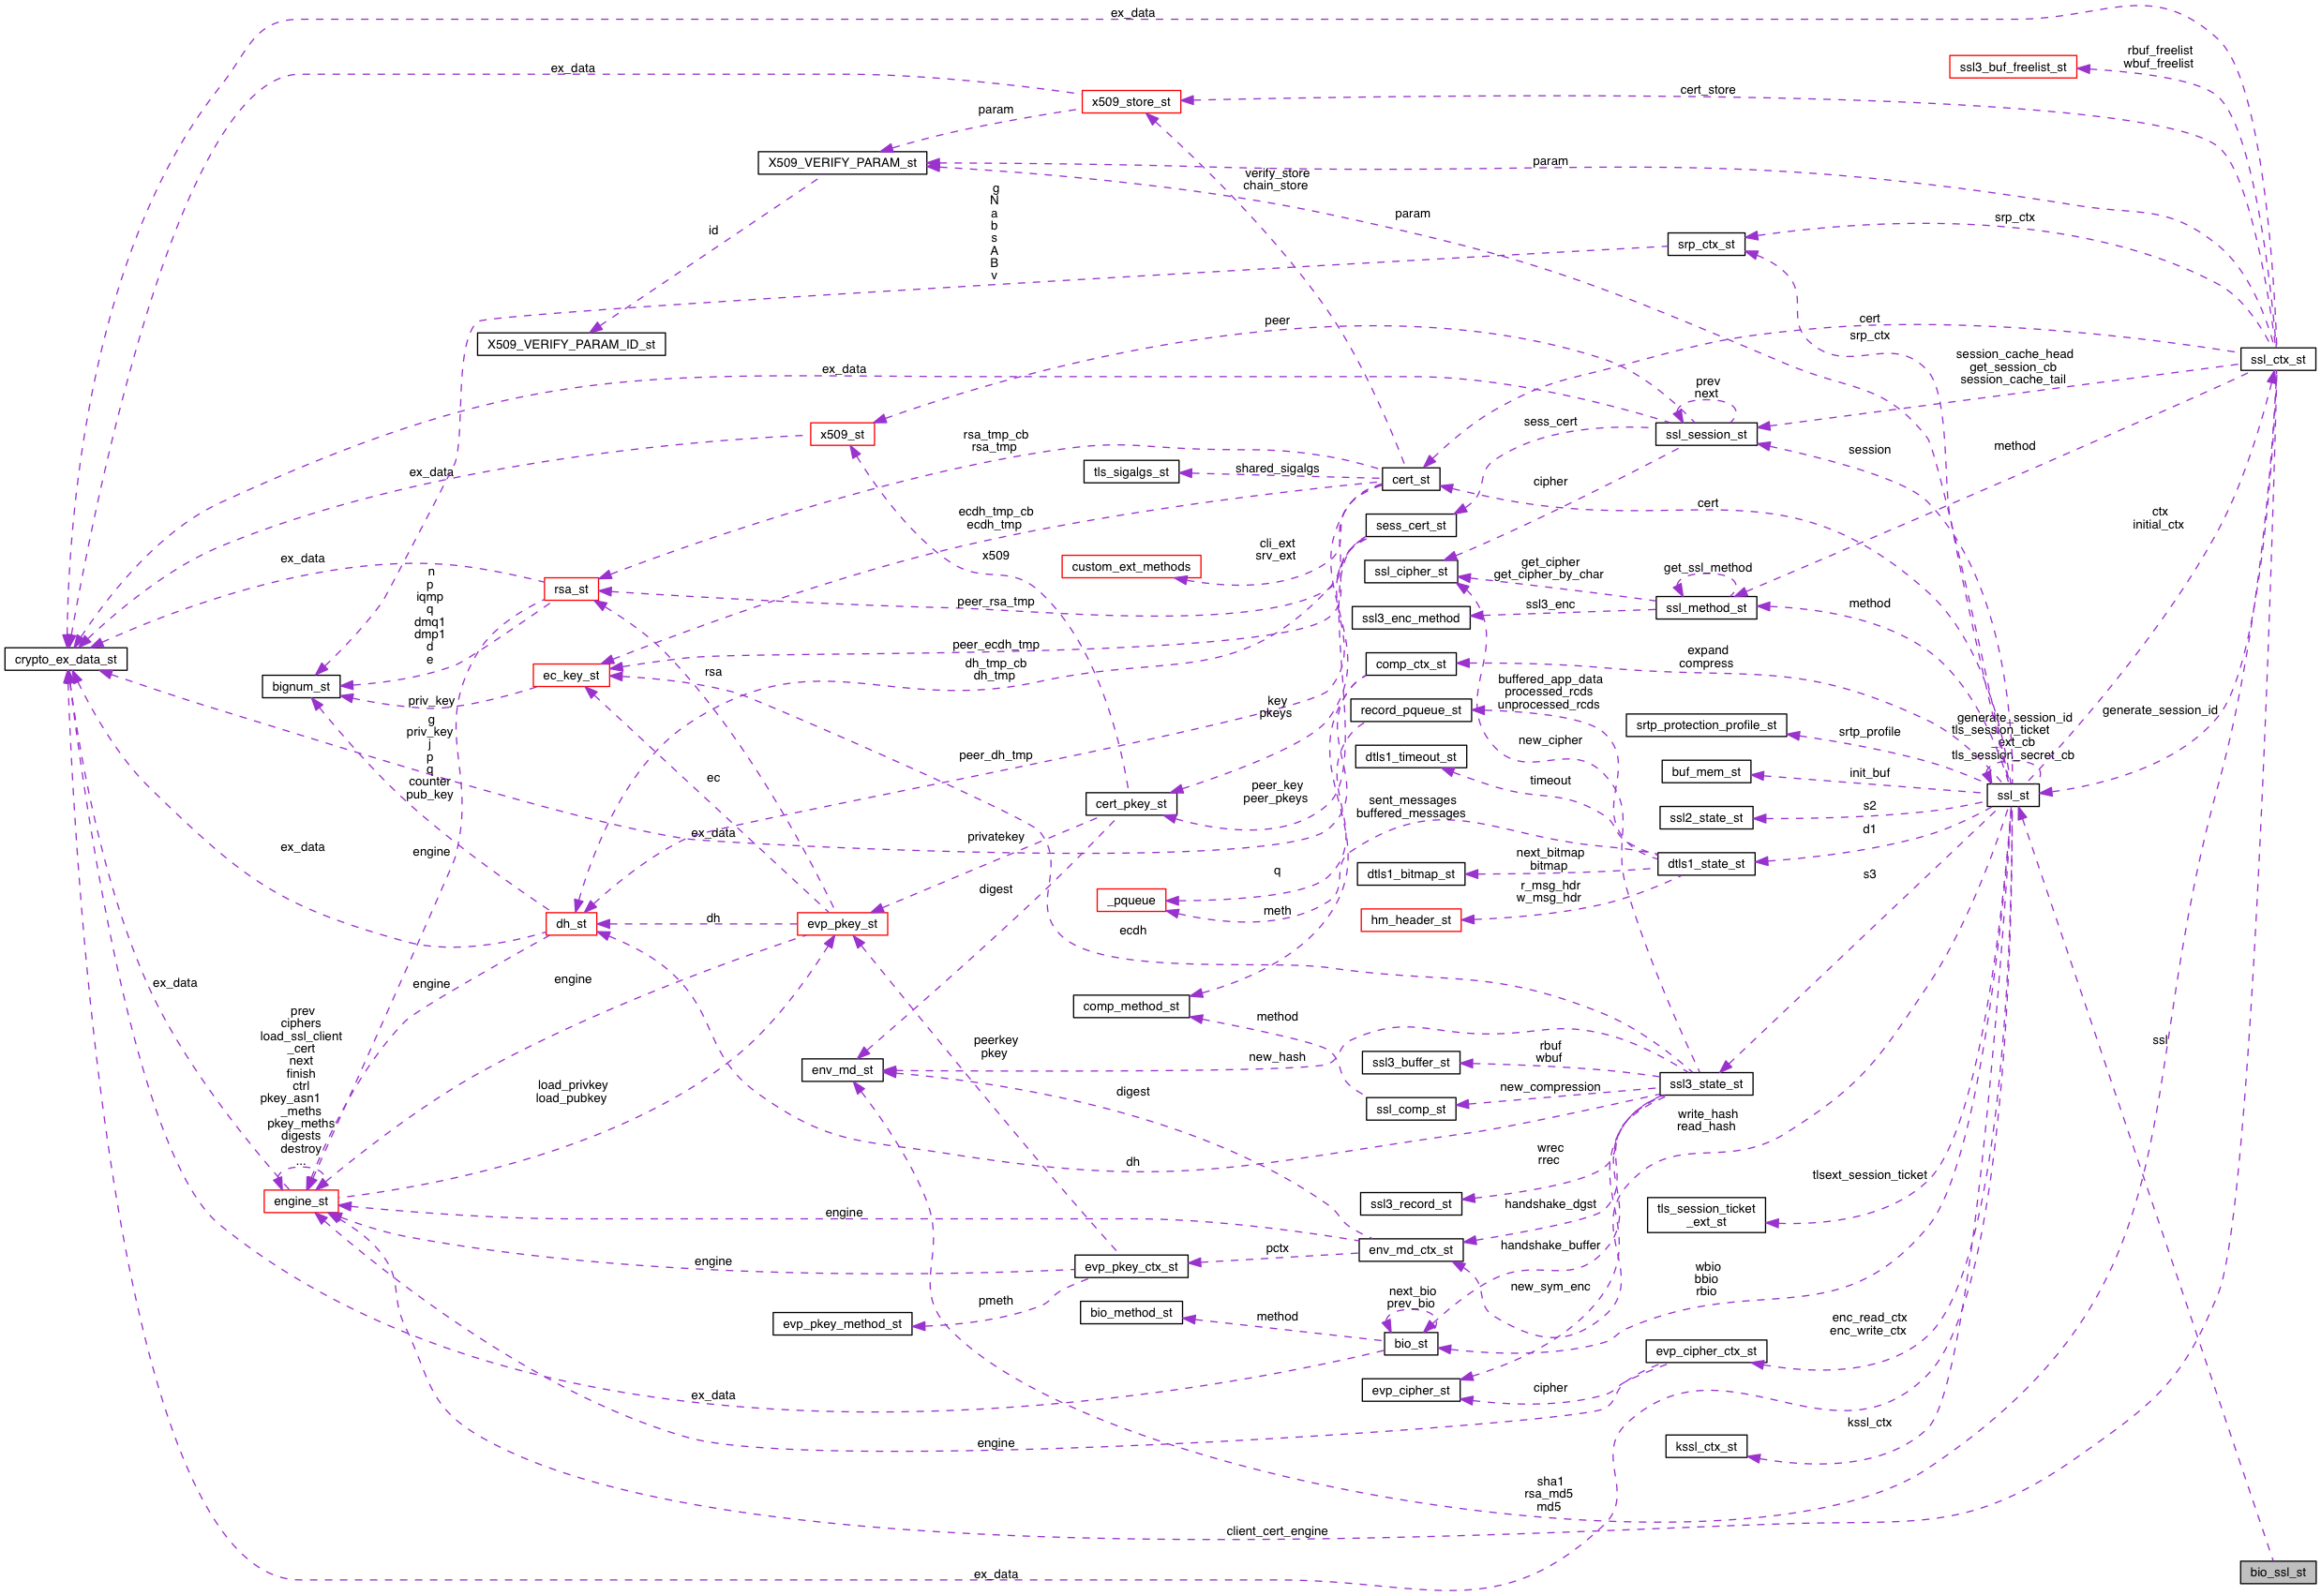 ex_data
rbuf_freelist
wbuf_freelist
ssl3_buf_freelist_st
ex_data
cert_store
x509_store_st
param
X509_VERIFY_PARAM_st
param
verify_store
chain_store
g
N
a
b
s
A
B
v
param
srp_ctx
id
srp_ctx_st
peer
cert
srp_ctx
X509_VERIFY_PARAM_ID_st
ssl_ctx_st
session_cache_head
get_session_cb
session_cache_tail
ex_data
prev
next
x509_st
rsa_tmp_cb
rsa_tmp
sess_cert
ssl_session_st
method
session
ex_data
tls_sigalgs_st
shared_sigalgs
cert_st
cipher
cert
ecdh_tmp_cb
ecdh_tmp
sess_cert_st
ctx
initial_ctx
x509
cli_ext
srv_ext
ex_data
custom_ext_methods
ssl_cipher_st
get_cipher
get_cipher_by_char
get_ssl_method
n
p
iqmp
q
dmq1
dmp1
d
e
rsa_st
peer_rsa_tmp
ssl3_enc_method
ssl3_enc
ssl_method_st
method
crypto_ex_data_st
peer_ecdh_tmp
expand
compress
bignum_st
ec_key_st
rsa
dh_tmp_cb
dh_tmp
comp_ctx_st
priv_key
key
pkeys
record_pqueue_st
buffered_app_data
processed_rcds
unprocessed_rcds
g
priv_key
j
p
q
counter
pub_key
srtp_protection_profile_st
srtp_profile
generate_session_id
tls_session_ticket
_ext_cb
tls_session_secret_cb
generate_session_id
peer_dh_tmp
dtls1_timeout_st
new_cipher
timeout
buf_mem_st
init_buf
ec
peer_key
peer_pkeys
cert_pkey_st
sent_messages
buffered_messages
ssl2_state_st
s2
ssl_st
ex_data
privatekey
d1
ex_data
engine
digest
q
dtls1_bitmap_st
next_bitmap
bitmap
dtls1_state_st
s3
_pqueue
meth
r_msg_hdr
w_msg_hdr
dh_st
dh
evp_pkey_st
hm_header_st
ecdh
ex_data
engine
engine
comp_method_st
method
prev
ciphers
load_ssl_client
_cert
next
finish
ctrl
pkey_asn1
_meths
pkey_meths
digests
destroy
...
peerkey
pkey
new_hash
ssl3_buffer_st
rbuf
wbuf
ssl
env_md_st
ssl3_state_st
load_privkey
load_pubkey
digest
ssl_comp_st
new_compression
write_hash
read_hash
dh
wrec
rrec
tlsext_session_ticket
engine_st
ssl3_record_st
handshake_dgst
tls_session_ticket
_ext_st
engine
pctx
env_md_ctx_st
handshake_buffer
engine
evp_pkey_ctx_st
wbio
bbio
rbio
new_sym_enc
pmeth
bio_method_st
next_bio
prev_bio
evp_pkey_method_st
method
enc_read_ctx
enc_write_ctx
bio_st
evp_cipher_ctx_st
ex_data
evp_cipher_st
cipher
kssl_ctx
engine
kssl_ctx_st
sha1
rsa_md5
md5
client_cert_engine
ex_data
bio_ssl_st